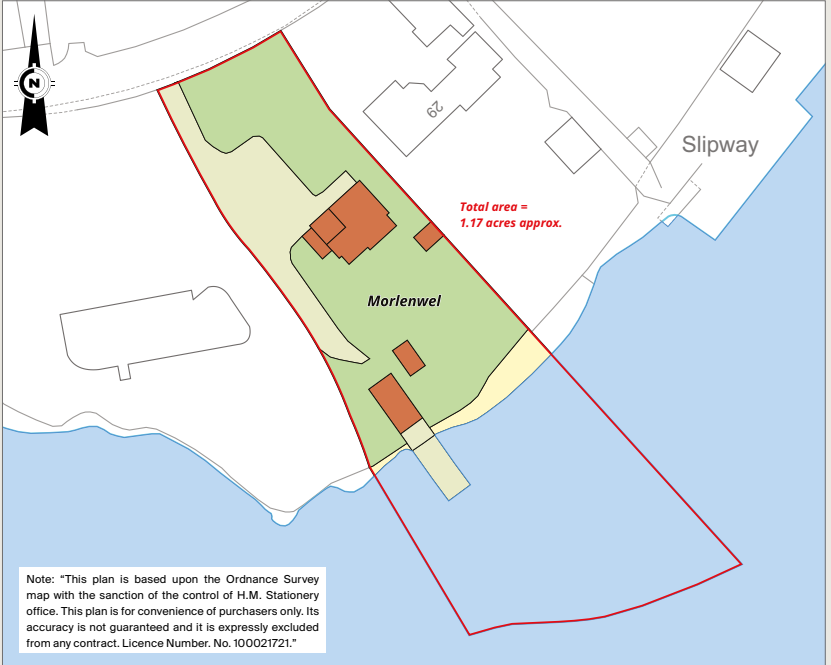 N
29
Slipway
Total area =
1.17 acres approx.
Morlenwel
Note: “This plan is based upon the Ordnance Survey
map with the sanction of the control of H.M. Stationery
office. This plan is for convenience of purchasers only. Its
accuracy is not guaranteed and it is expressly excluded
from any contract. Licence Number. No. 100021721.”